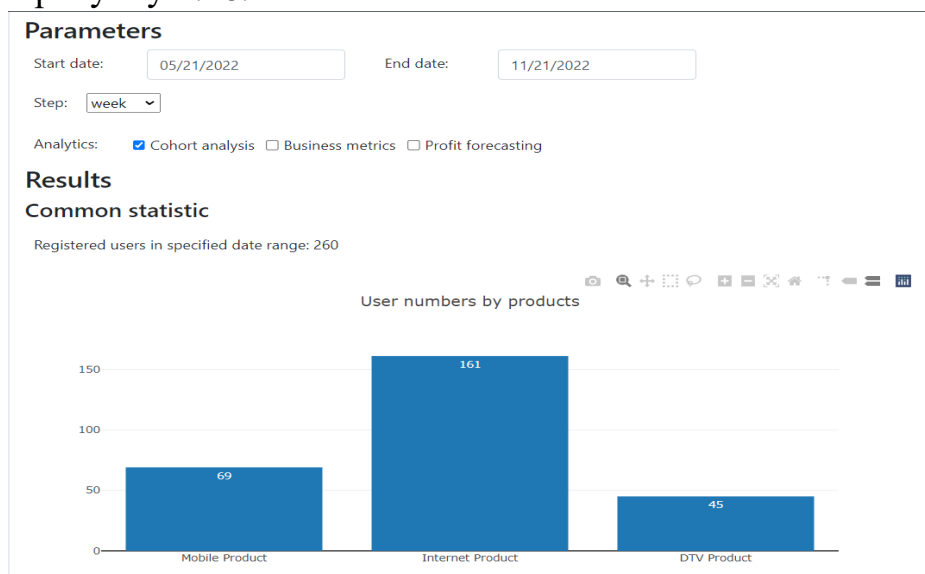 Parameters
Start date: 05/21/2022 End date: 11/21/2022
Step: week
Analytics: Cohort analysis Business metrics Profit forecasting
Results
Common statistic
Registered users in specified date range: 260
User numbers by products
150
100
50
0
161
69
45
Mobile Product Internet Product DTV Product